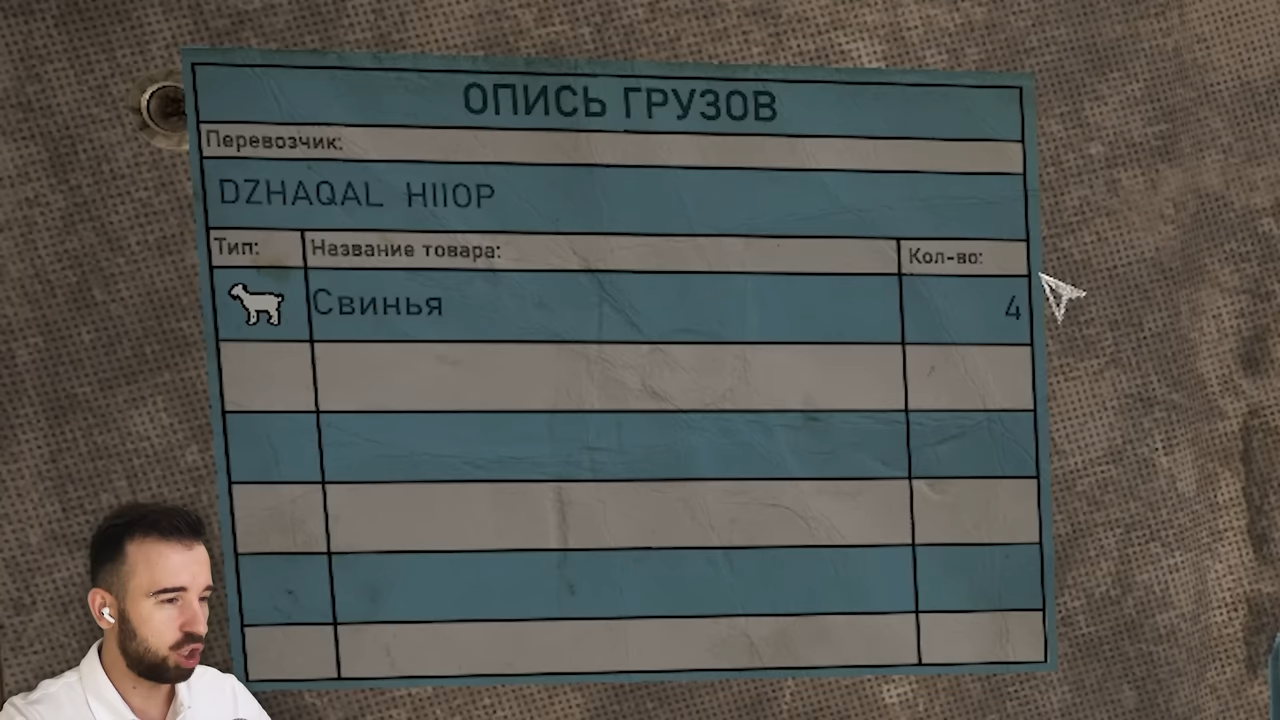 ОПИСЬ ГРУЗОВ
Перевозчик:
DZHAQAL HIIOP
Тип: Название товара: Кол-во:
Свинья 4